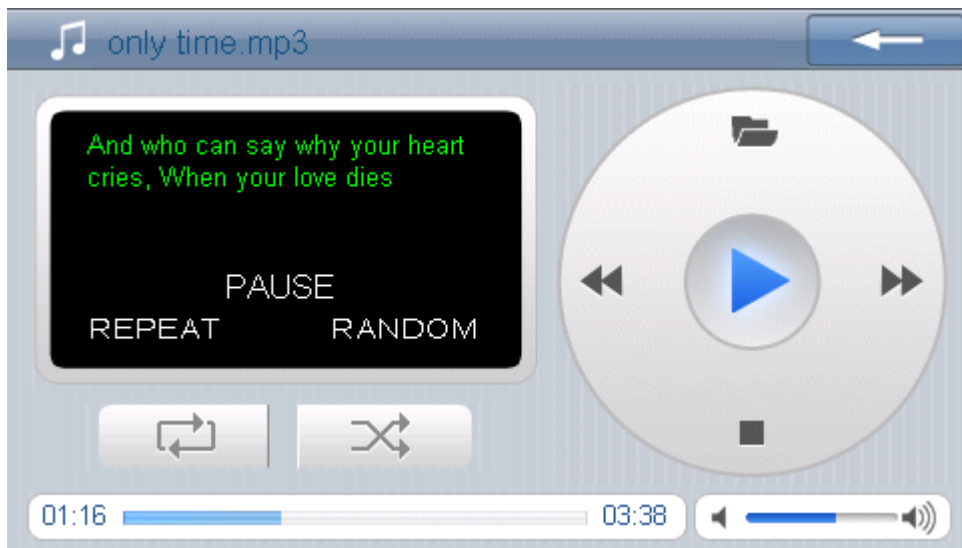 only time.mp3
And who can say why your heart
cries, When your love dies
PAUSE
REPEAT RANDOM
01:16 03:38